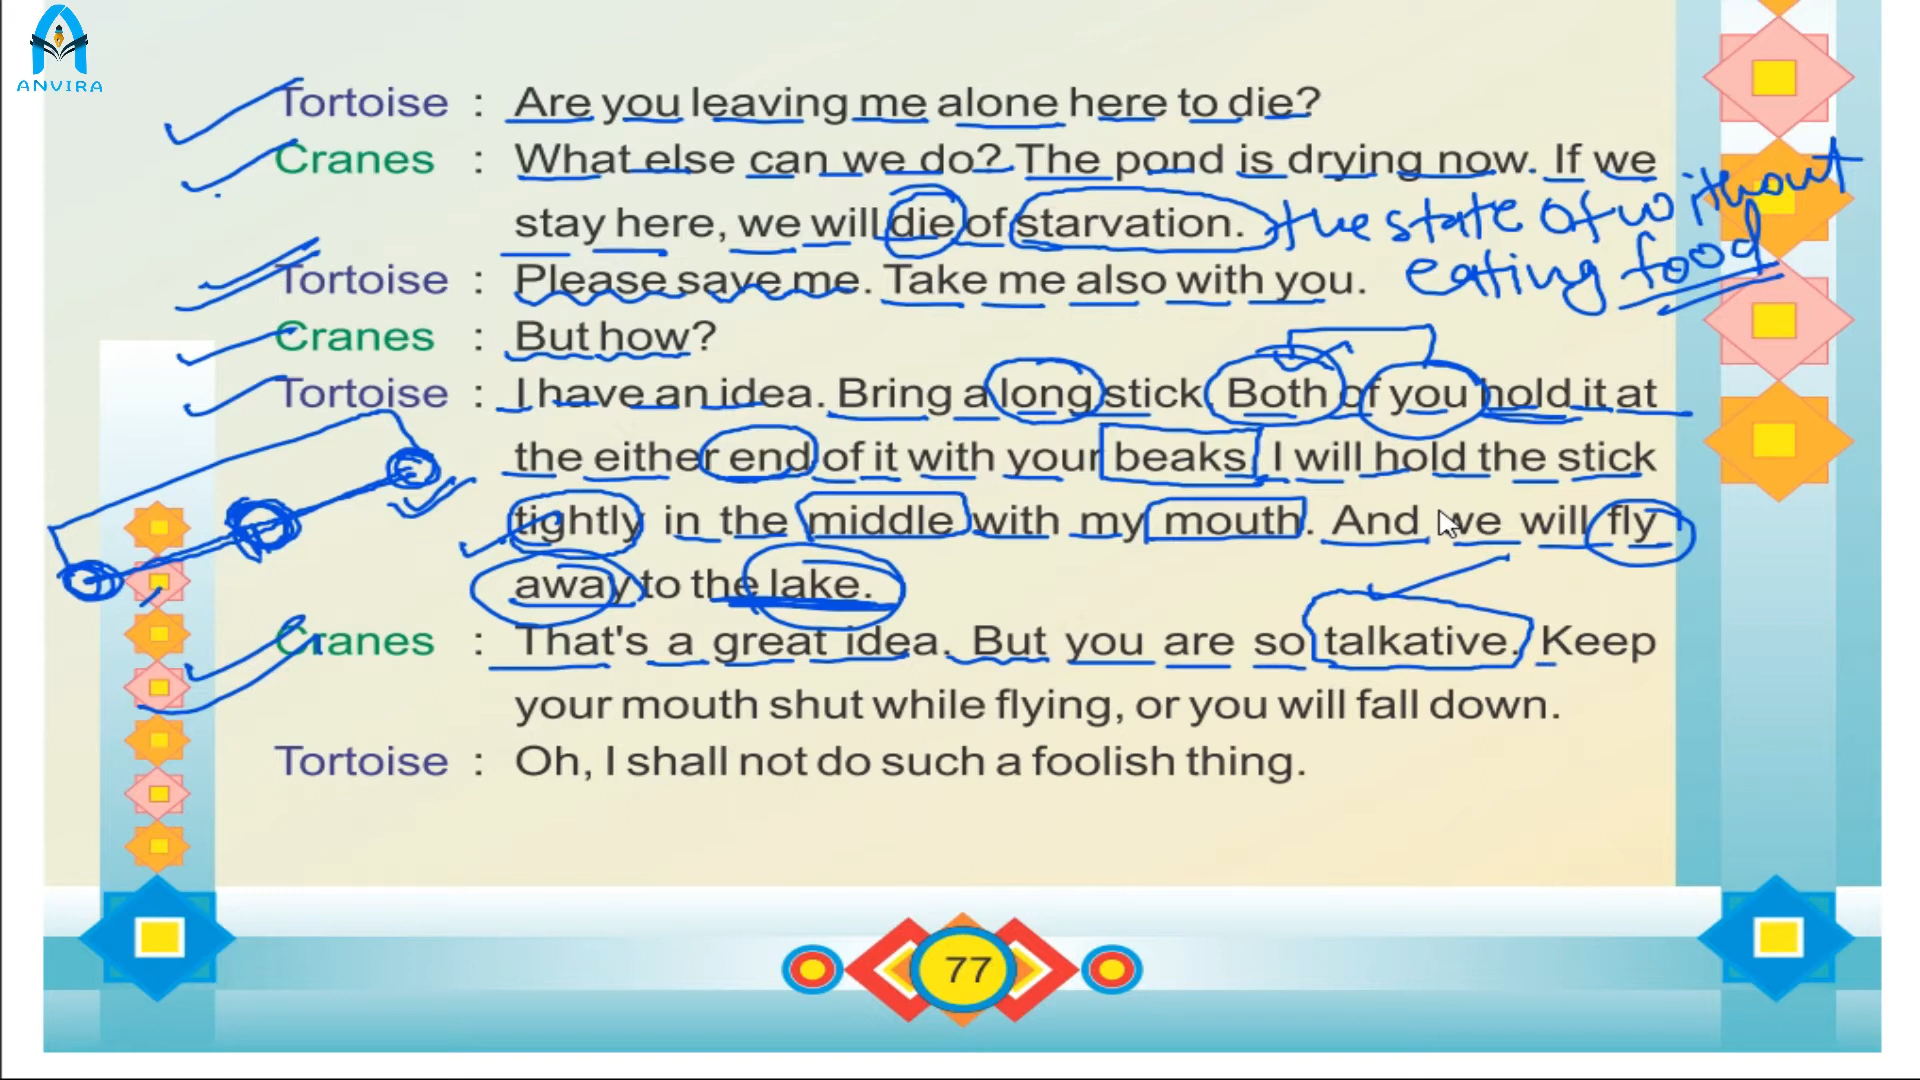 ANVIRA
Tortoise : Are you leaving me alone here to die?
Cranes : What else can we do? The pond is drying now. If we
stay here, we will die of starvation. the state of without
eating food
Tortoise : Please save me. Take me also with you.
Cranes : But how?
Tortoise : I have an idea. Bring a long stick Both of you hold it at
the either end of it with your beaks. I will hold the stick
tightly in the middle with my mouth. And we will fly
away to the lake.
Cranes : That's a great idea. But you are so talkative. Keep
your mouth shut while flying, or you will fall down.
Tortoise : Oh, I shall not do such a foolish thing.
77